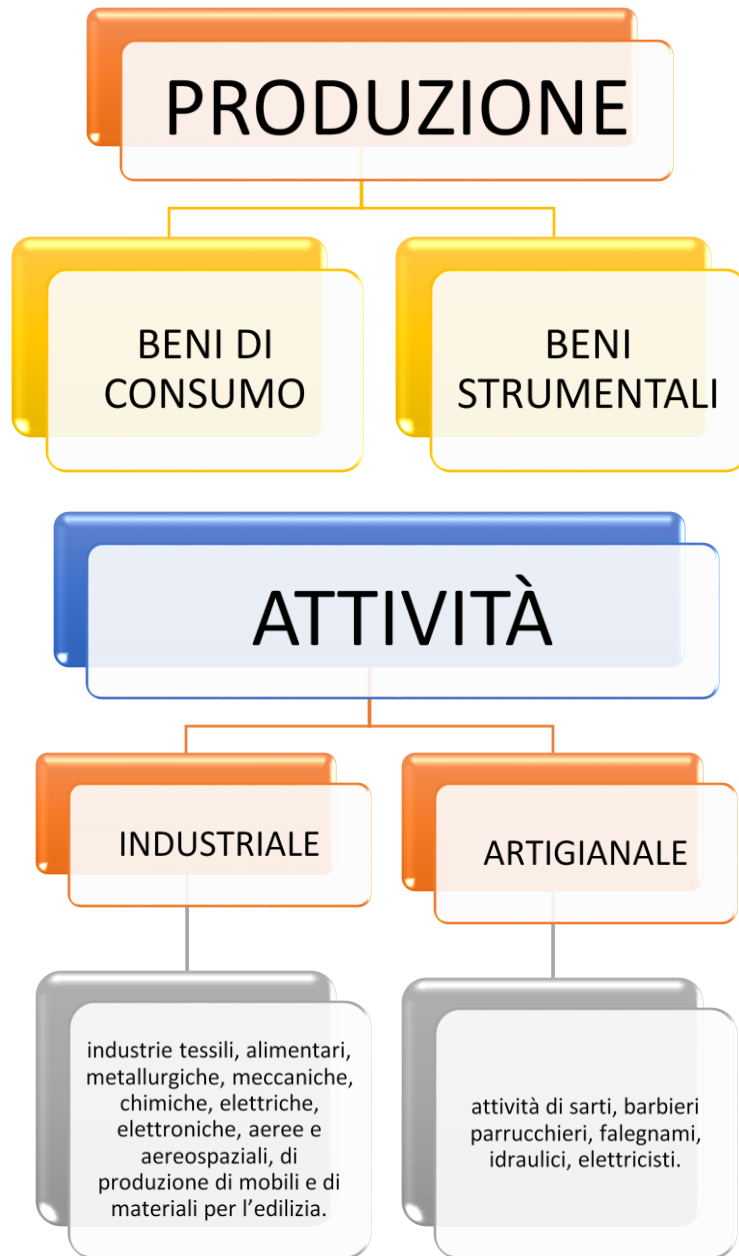 PRODUZIONE
BENI DI
CONSUMO
BENI
STRUMENTALI
ATTIVITÀ
INDUSTRIALE
ARTIGIANALE
industrie tessili, alimentari,
metallurgiche, meccaniche,
chimiche, elettriche,
elettroniche, aeree e
aereospaziali, di
produzione di mobili e di
materiali per l'edilizia.
attività di sarti, barbieri
parrucchieri, falegnami,
idraulici, elettricisti.